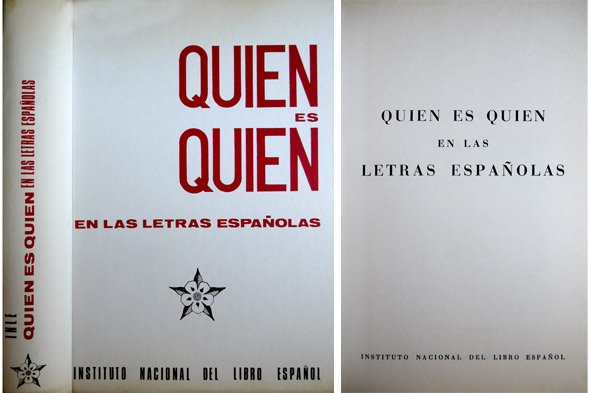 INLE
QUIEN ES QUIEN EN LAS LETRAS ESPAÑOLAS
QUIEN
ES
QUIEN
EN LAS LETRAS ESPAÑOLAS
INSTITUTO NACIONAL DEL LIBRO ESPAÑOL
QUIEN ES QUIEN
EN LAS
LETRAS ESPAÑOLAS
INSTITUTO NACIONAL DEL LIBRO ESPAÑOL